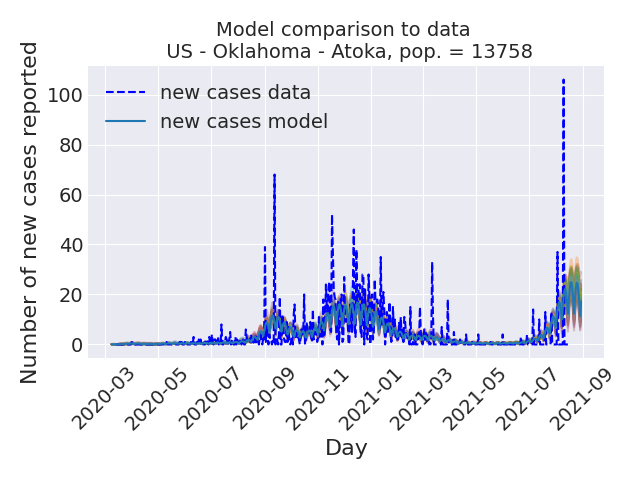 Model comparison to data
US - Oklahoma - Atoka, pop. = 13758
Number of new cases reported
100
80
60
40
20
0
new cases data
new cases model
2020-03
2020-05
2020-07
2020-09
2020-11
2021-01
2021-03
2021-05
2021-07
2021-09
Day